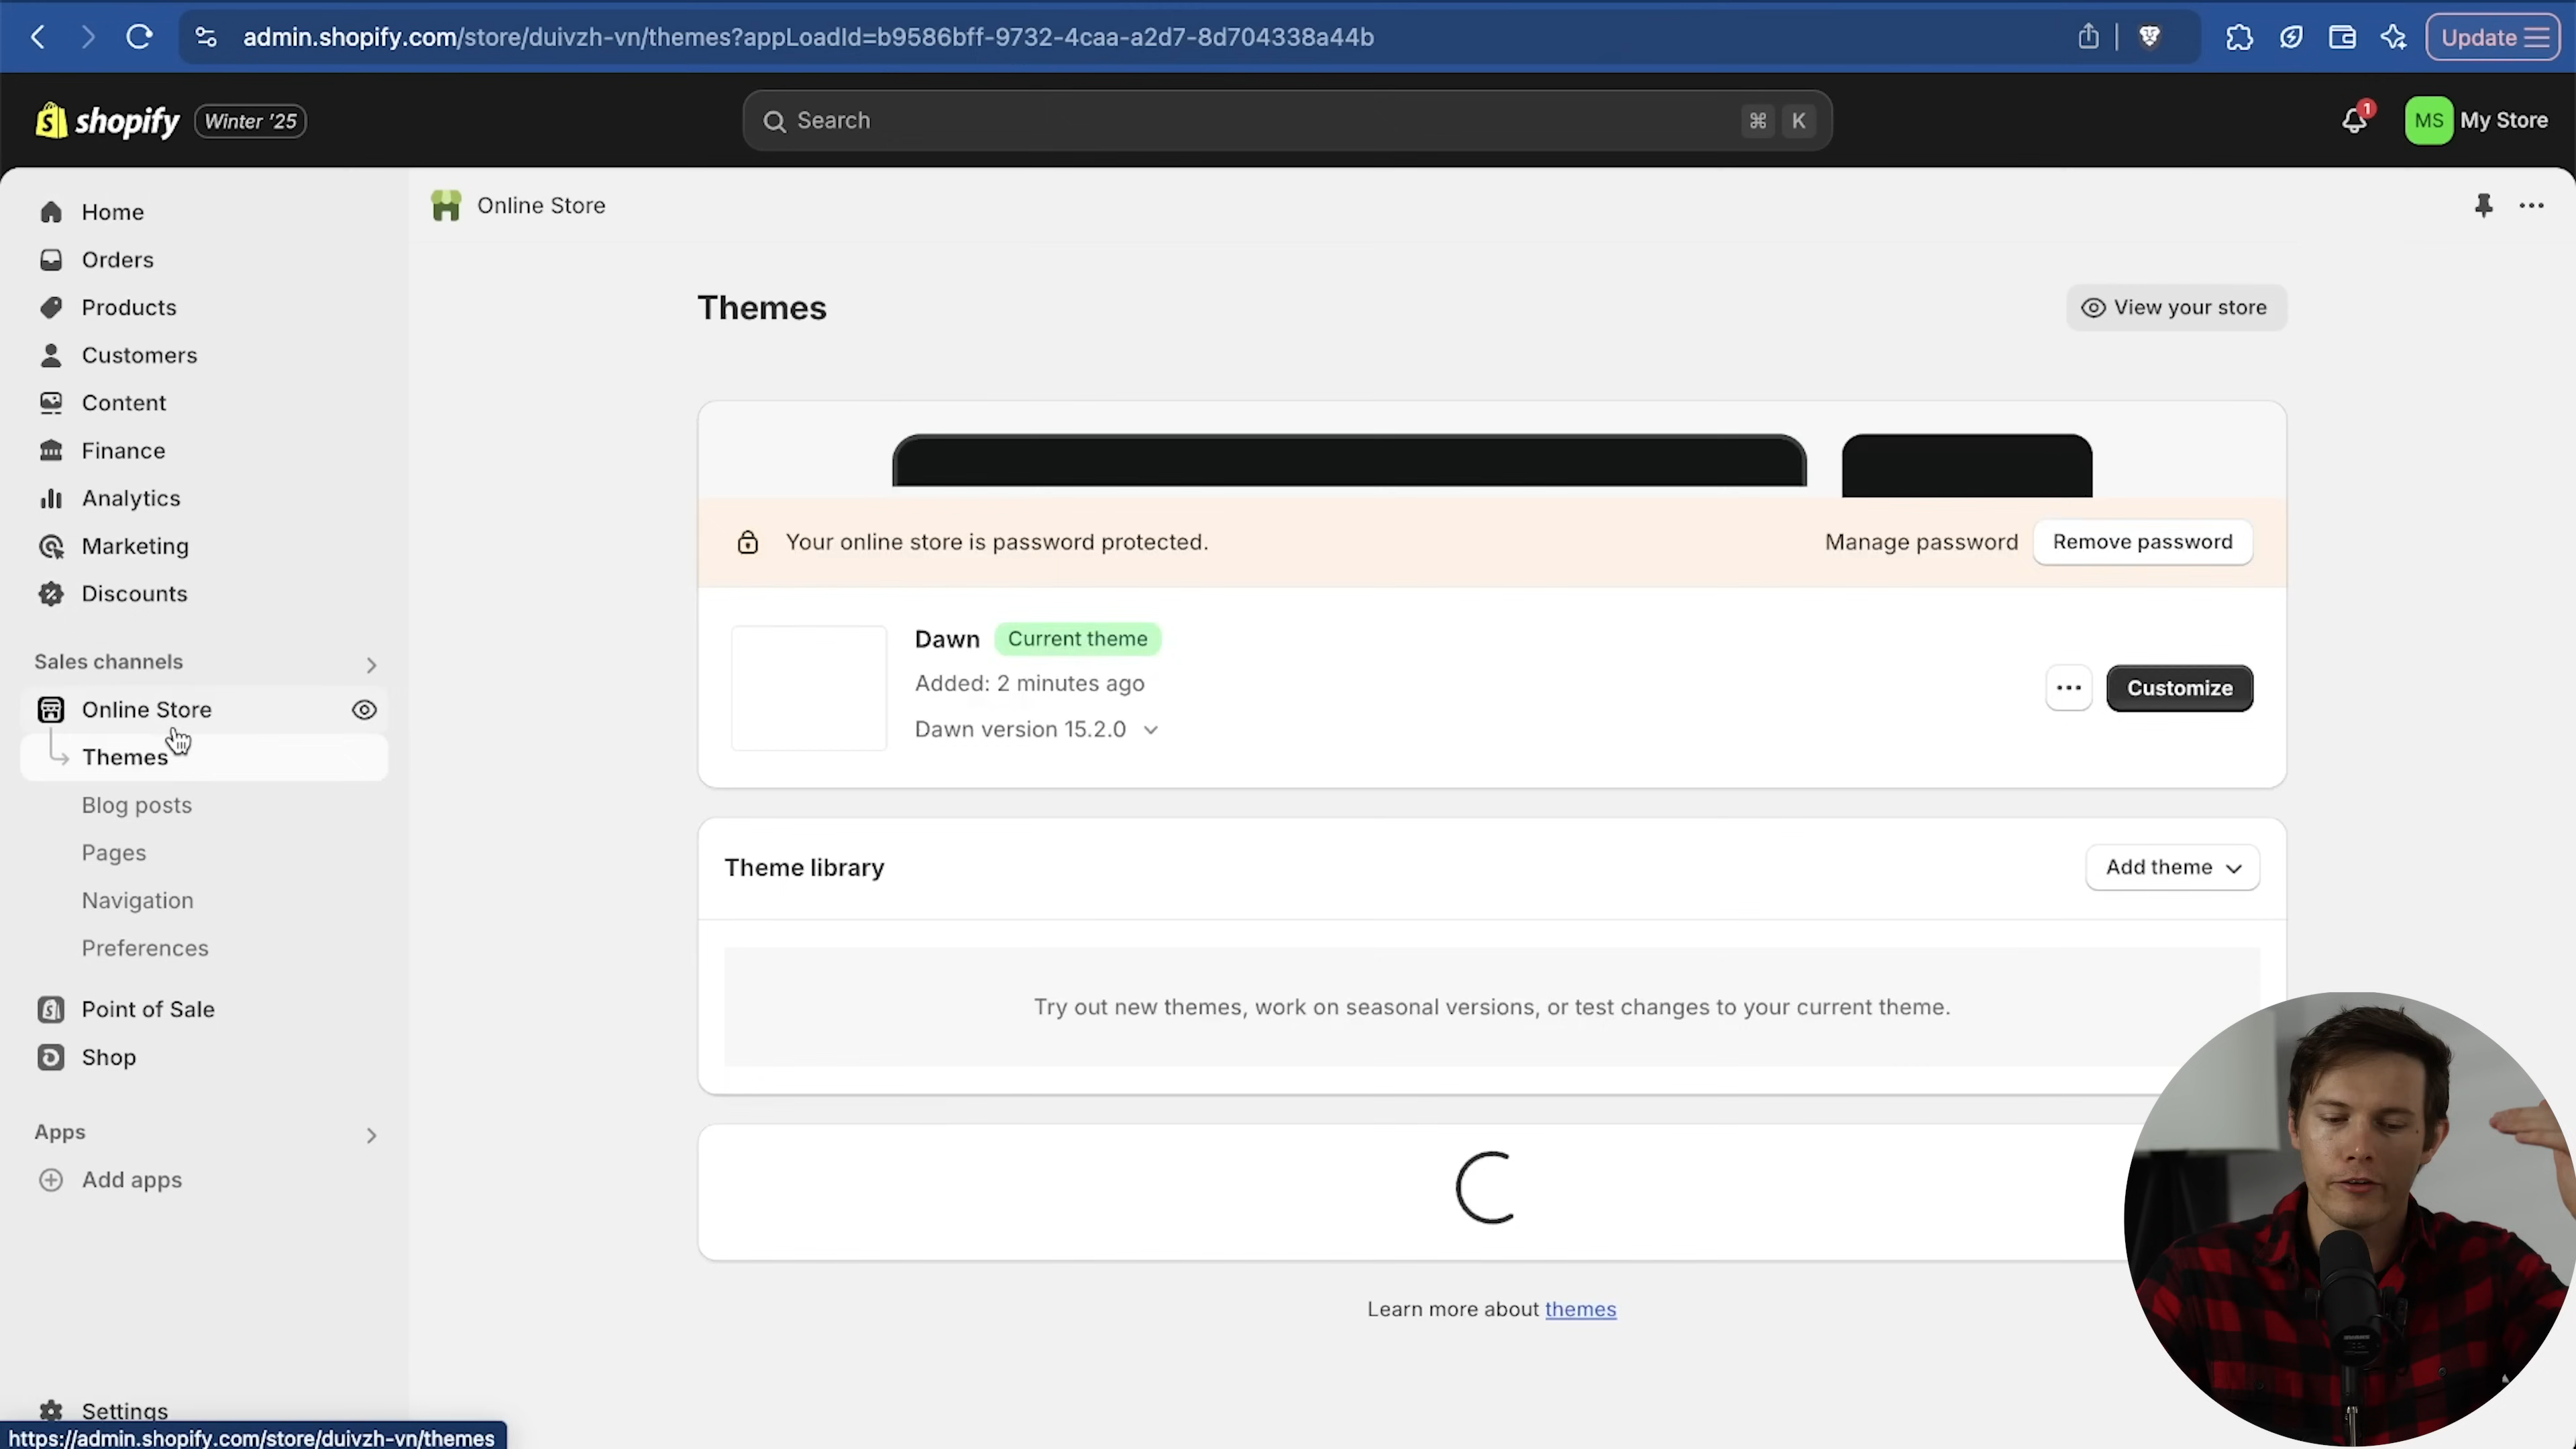 admin.shopify.com/store/duivzh-vn/themes?appLoadId=b9586bff-9732-4caa-a2d7-8d704338a44b
Update
shopify Winter '25
Search ⌘ K
1
MS My Store
Home
Orders
Products
Customers
Content
Finance
Analytics
Marketing
Discounts
Sales channels
Online Store
Themes
Blog posts
Pages
Navigation
Preferences
Point of Sale
Shop
Apps
Add apps
Settings
https://admin.shopify.com/store/duivzh-vn/themes
Online Store
Themes
View your store
Your online store is password protected.
Manage password
Remove password
Dawn Current theme
Added: 2 minutes ago
Dawn version 15.2.0
Customize
Theme library
Add theme
Try out new themes, work on seasonal versions, or test changes to your current theme.
Learn more about themes